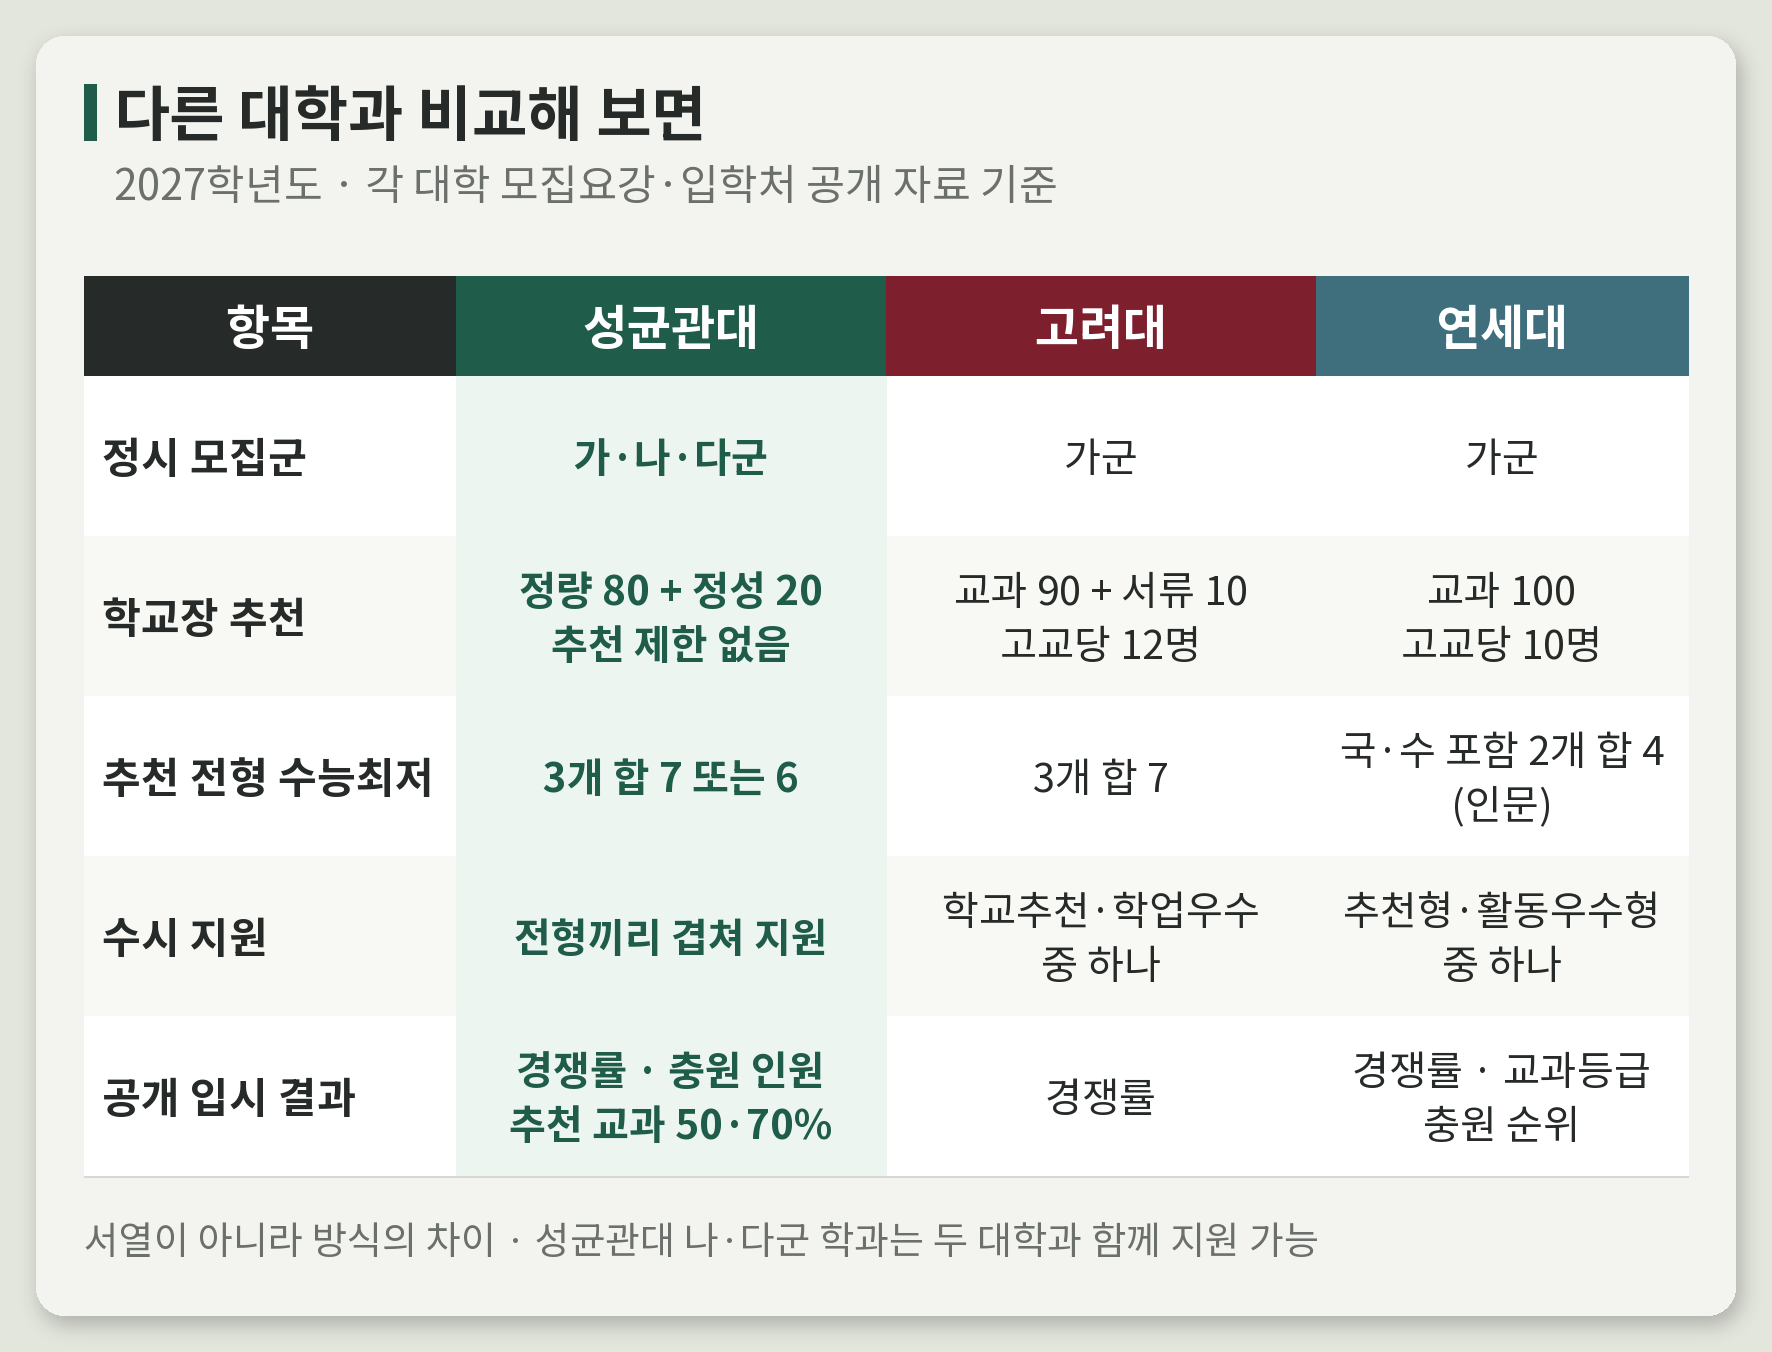 다른 대학과 비교해 보면
2027학년도 · 각 대학 모집요강·입학처 공개 자료 기준
항목 성균관대 고려대 연세대
정시 모집군 가·나·다군 가군 가군
학교장 추천
정량 80 + 정성 20
추천 제한 없음
교과 90 + 서류 10
고교당 12명
교과 100
고교당 10명
추천 전형 수능최저 3개 합 7 또는 6 3개 합 7
국·수 포함 2개 합 4
(인문)
수시 지원 전형끼리 겹쳐 지원
학교추천·학업우수
중 하나
추천형·활동우수형
중 하나
공개 입시 결과
경쟁률 · 충원 인원
추천 교과 50·70%
경쟁률
경쟁률 · 교과등급
충원 순위
서열이 아니라 방식의 차이 · 성균관대 나·다군 학과는 두 대학과 함께 지원 가능